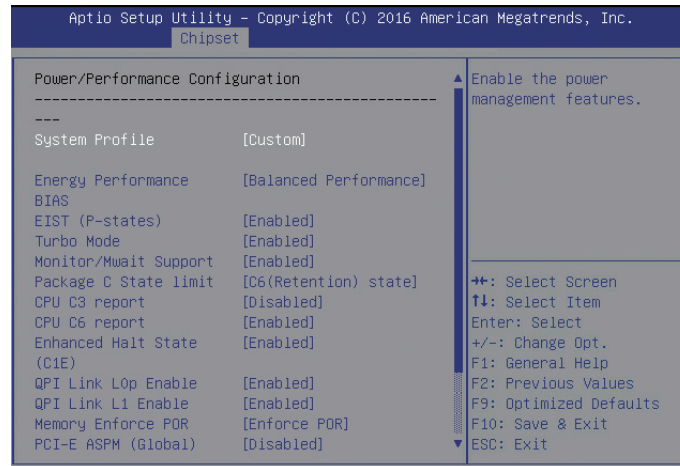 Aptio Setup Utility – Copyright (C) 2016 American Megatrends, Inc.
Chipset
Power/Performance Configuration
------------------------------------------------
---
System Profile [Custom]
Energy Performance [Balanced Performance]
BIAS
EIST (P-states) [Enabled]
Turbo Mode [Enabled]
Monitor/Mwait Support [Enabled]
Package C State limit [C6(Retention) state]
CPU C3 report [Disabled]
CPU C6 report [Enabled]
Enhanced Halt State [Enabled]
(C1E)
QPI Link L0p Enable [Enabled]
QPI Link L1 Enable [Enabled]
Memory Enforce POR [Enforce POR]
PCI-E ASPM (Global) [Disabled]
Enable the power
management features.
→←: Select Screen
↑↓: Select Item
Enter: Select
+/-: Change Opt.
F1: General Help
F2: Previous Values
F9: Optimized Defaults
F10: Save & Exit
ESC: Exit